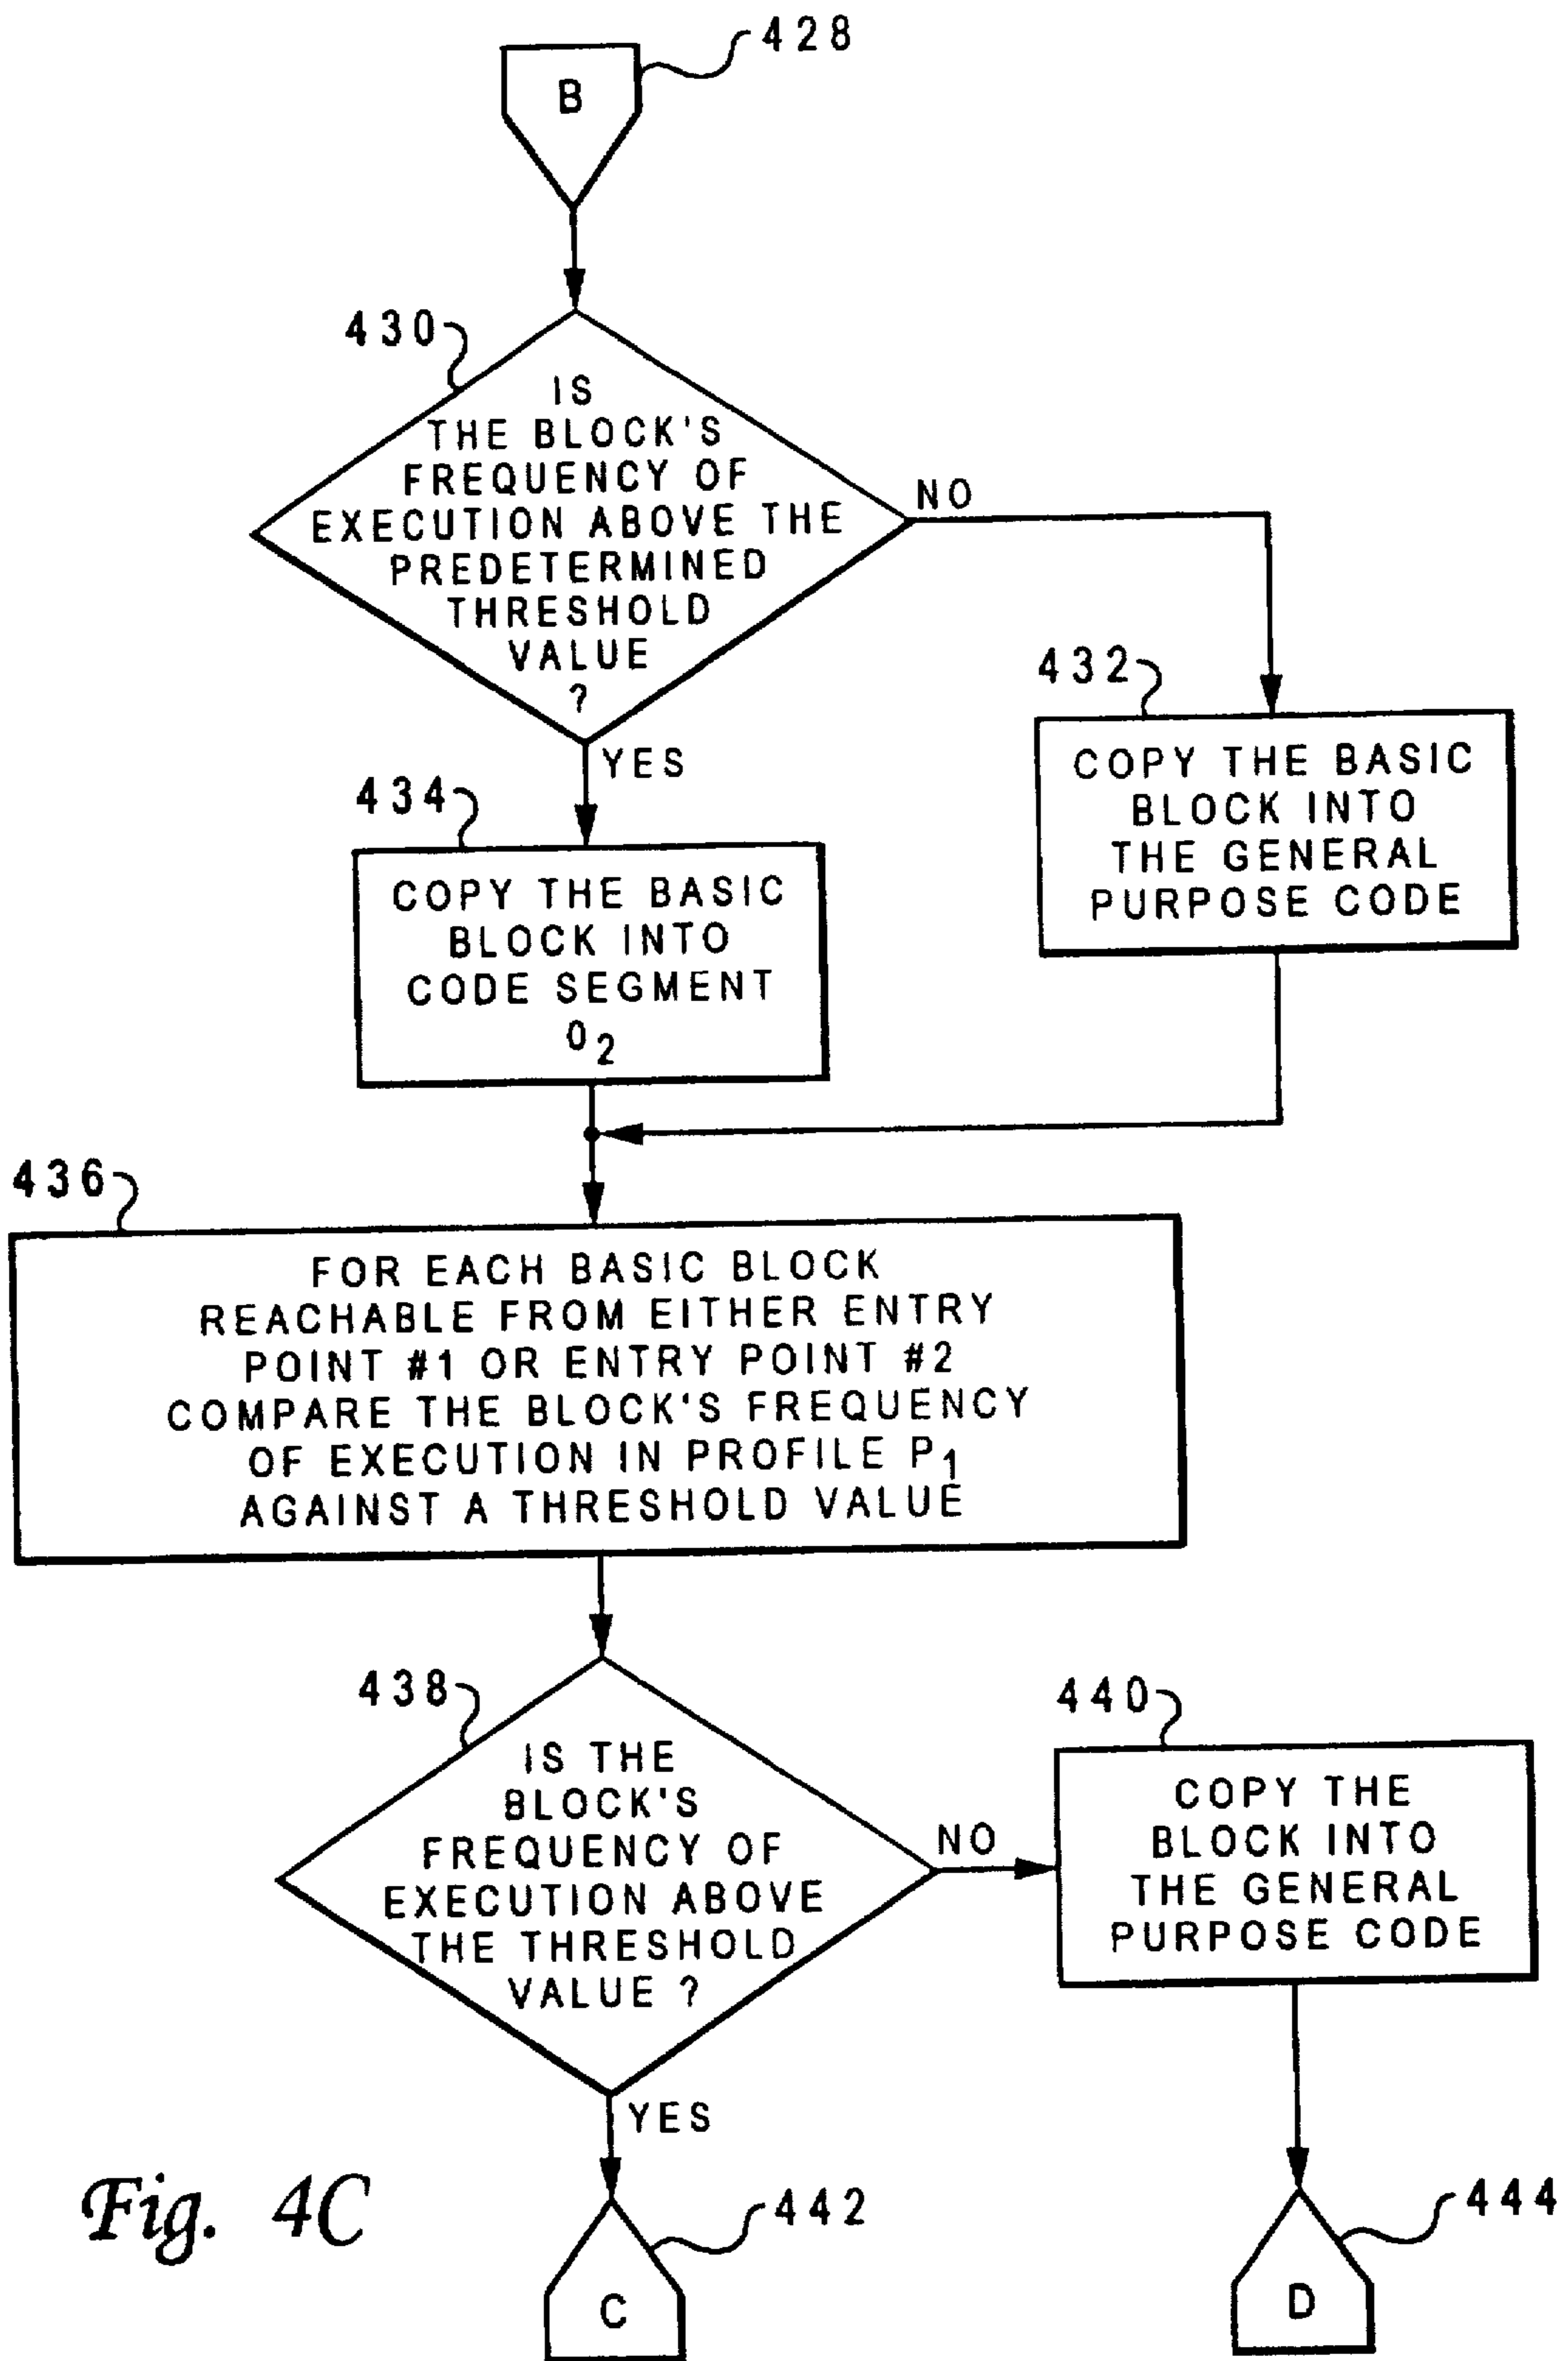 428
B
430
IS
THE BLOCK'S
FREQUENCY OF
EXECUTION ABOVE THE
PREDETERMINED
THRESHOLD
VALUE
?
NO
YES
432
COPY THE BASIC
BLOCK INTO
THE GENERAL
PURPOSE CODE
434
COPY THE BASIC
BLOCK INTO
CODE SEGMENT
O₂
436
FOR EACH BASIC BLOCK
REACHABLE FROM EITHER ENTRY
POINT #1 OR ENTRY POINT #2
COMPARE THE BLOCK'S FREQUENCY
OF EXECUTION IN PROFILE P₁
AGAINST A THRESHOLD VALUE
438
IS THE
BLOCK'S
FREQUENCY OF
EXECUTION ABOVE
THE THRESHOLD
VALUE ?
NO
YES
440
COPY THE
BLOCK INTO
THE GENERAL
PURPOSE CODE
442
C
444
D
Fig. 4C